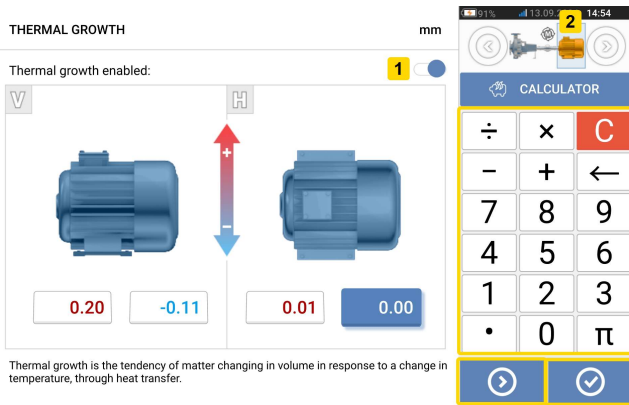 THERMAL GROWTH mm
Thermal growth enabled: 1
V H
+
−
0.20 -0.11 0.01 0.00
Thermal growth is the tendency of matter changing in volume in response to a change in
temperature, through heat transfer.
91% 13.09. 14:54
2
CALCULATOR
÷ × C
− + ←
7 8 9
4 5 6
1 2 3
• 0 π